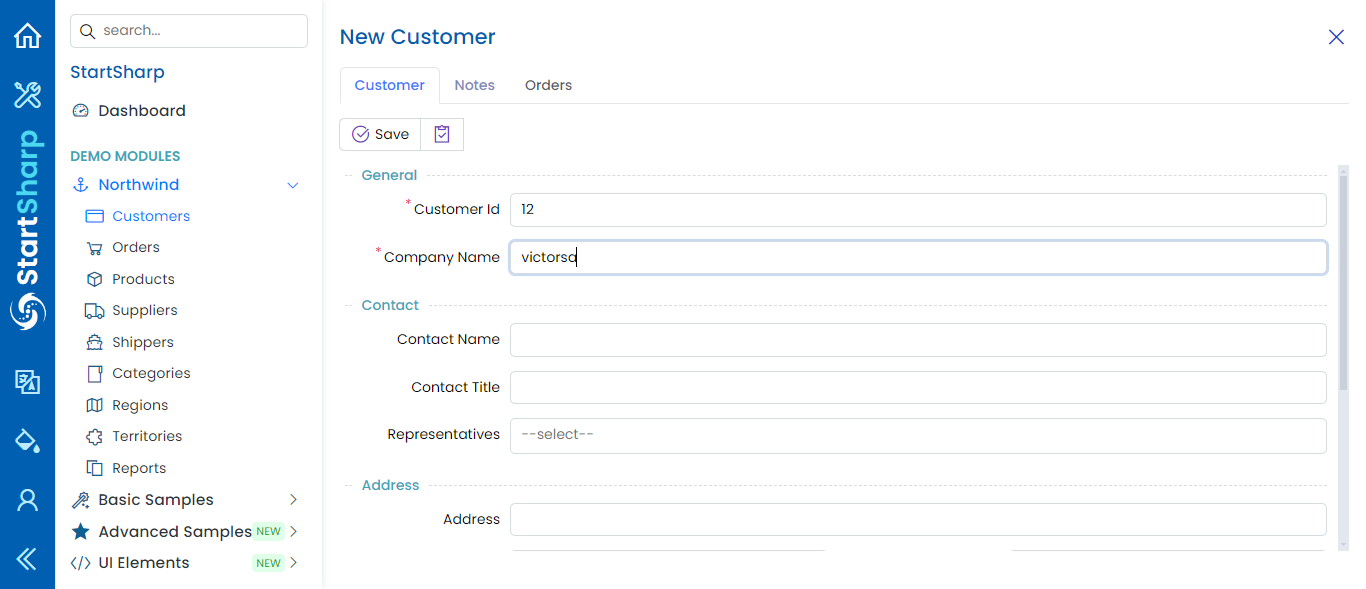 search...
StartSharp
Dashboard
DEMO MODULES
Northwind
Customers
Orders
Products
Suppliers
Shippers
Categories
Regions
Territories
Reports
Basic Samples
Advanced Samples NEW
UI Elements NEW
StartSharp
New Customer
Customer Notes Orders
Save
General
* Customer Id 12
* Company Name victorsa
Contact
Contact Name
Contact Title
Representatives --select--
Address
Address